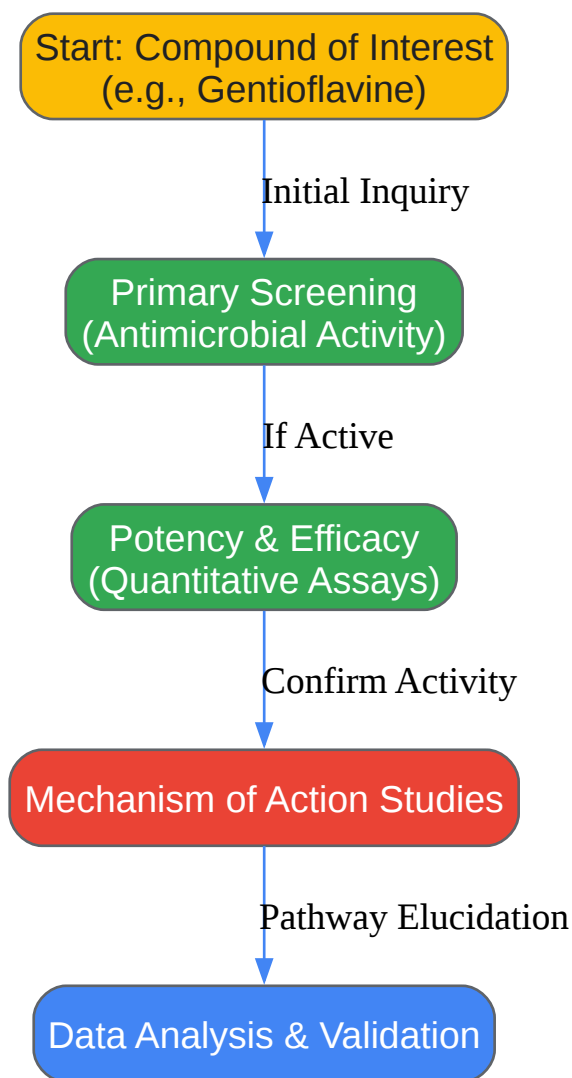 Start: Compound of Interest
(e.g., Gentioflavine)
Initial Inquiry
Primary Screening
(Antimicrobial Activity)
If Active
Potency & Efficacy
(Quantitative Assays)
Confirm Activity
Mechanism of Action Studies
Pathway Elucidation
Data Analysis & Validation